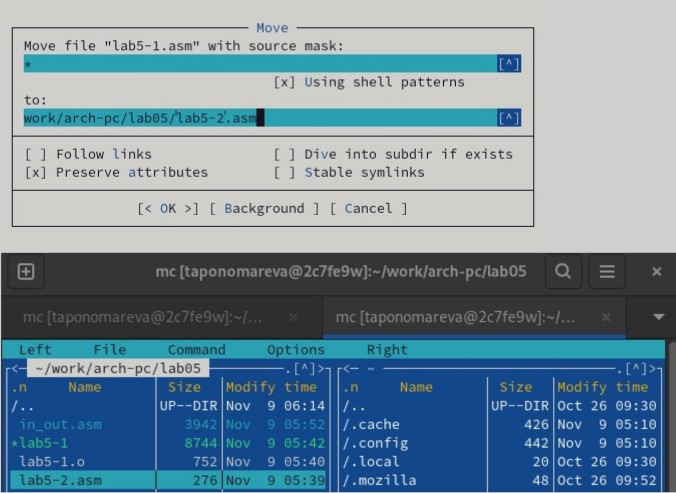 Move
Move file "lab5-1.asm" with source mask:
* [^]
[x] Using shell patterns
to:
work/arch-pc/lab05/'lab5-2'.asm [^]
[ ] Follow links [ ] Dive into subdir if exists
[x] Preserve attributes [ ] Stable symlinks
[< OK >] [ Background ] [ Cancel ]
mc [taponomareva@2c7fe9w]:~/work/arch-pc/lab05
mc [taponomareva@2c7fe9w]:~/... × mc [taponomareva@2c7fe9w]:~/... ×
Left File Command Options Right
<- ~/work/arch-pc/lab05 .[^]> <- ~ .[^]>
.n Name Size Modify time .n Name Size Modify time
/.. UP--DIR Nov 9 06:14 /.. UP--DIR Oct 26 09:30
in_out.asm 3942 Nov 9 05:52 /.cache 426 Nov 9 05:10
*lab5-1 8744 Nov 9 05:42 /.config 442 Nov 9 05:10
lab5-1.o 752 Nov 9 05:40 /.local 20 Oct 26 09:30
lab5-2.asm 276 Nov 9 05:39 /.mozilla 48 Oct 26 09:52